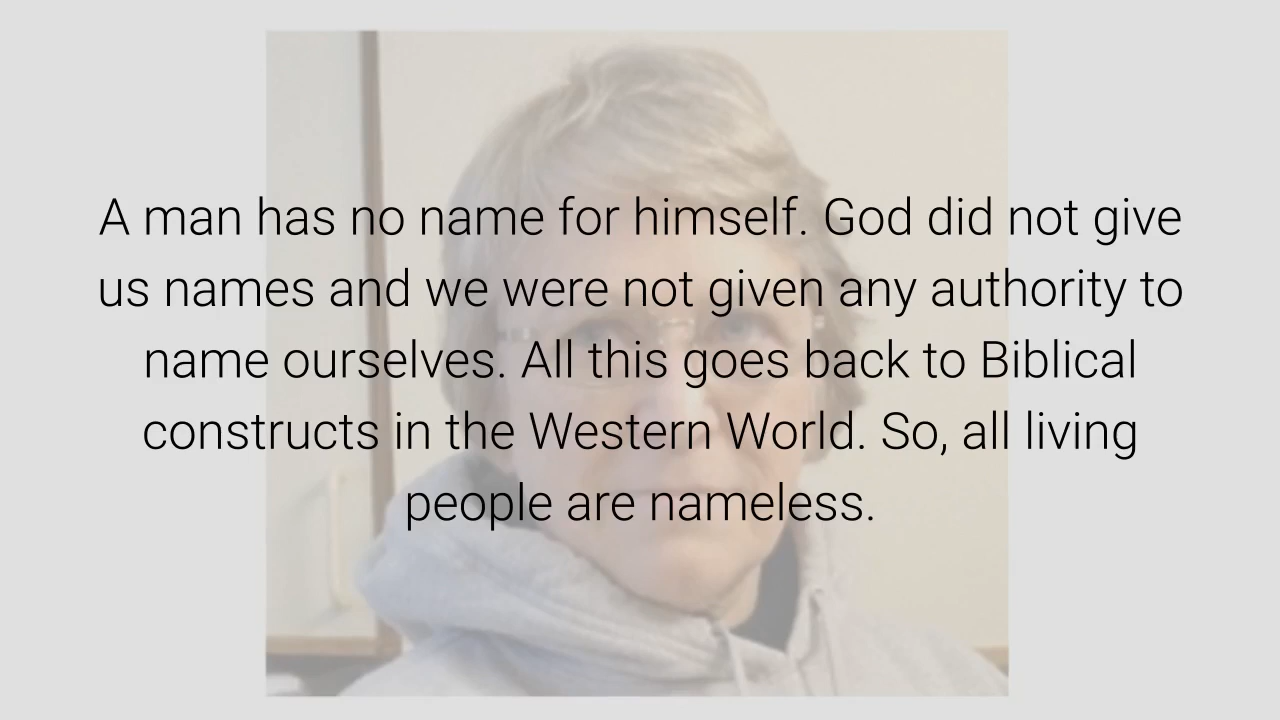 A man has no name for himself. God did not give
us names and we were not given any authority to
name ourselves. All this goes back to Biblical
constructs in the Western World. So, all living
people are nameless.